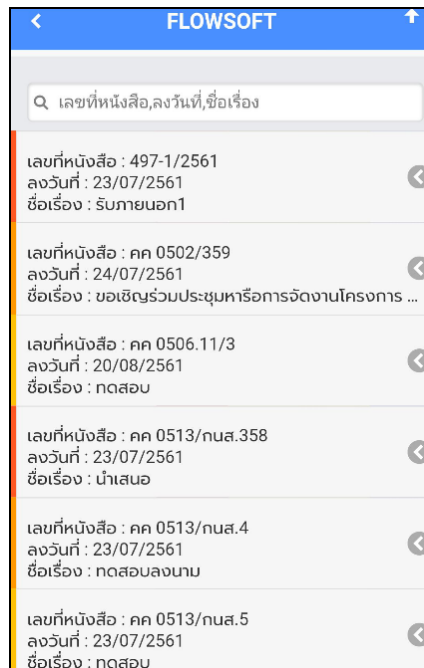 FLOWSOFT
เลขที่หนังสือ,ลงวันที่,ชื่อเรื่อง
เลขที่หนังสือ : 497-1/2561
ลงวันที่ : 23/07/2561
ชื่อเรื่อง : รับภายนอก1
เลขที่หนังสือ : คค 0502/359
ลงวันที่ : 24/07/2561
ชื่อเรื่อง : ขอเชิญร่วมประชุมหารือการจัดงานโครงการ ...
เลขที่หนังสือ : คค 0506.11/3
ลงวันที่ : 20/08/2561
ชื่อเรื่อง : ทดสอบ
เลขที่หนังสือ : คค 0513/กนส.358
ลงวันที่ : 23/07/2561
ชื่อเรื่อง : นำเสนอ
เลขที่หนังสือ : คค 0513/กนส.4
ลงวันที่ : 23/07/2561
ชื่อเรื่อง : ทดสอบลงนาม
เลขที่หนังสือ : คค 0513/กนส.5
ลงวันที่ : 23/07/2561
ชื่อเรื่อง : ทดสอบ